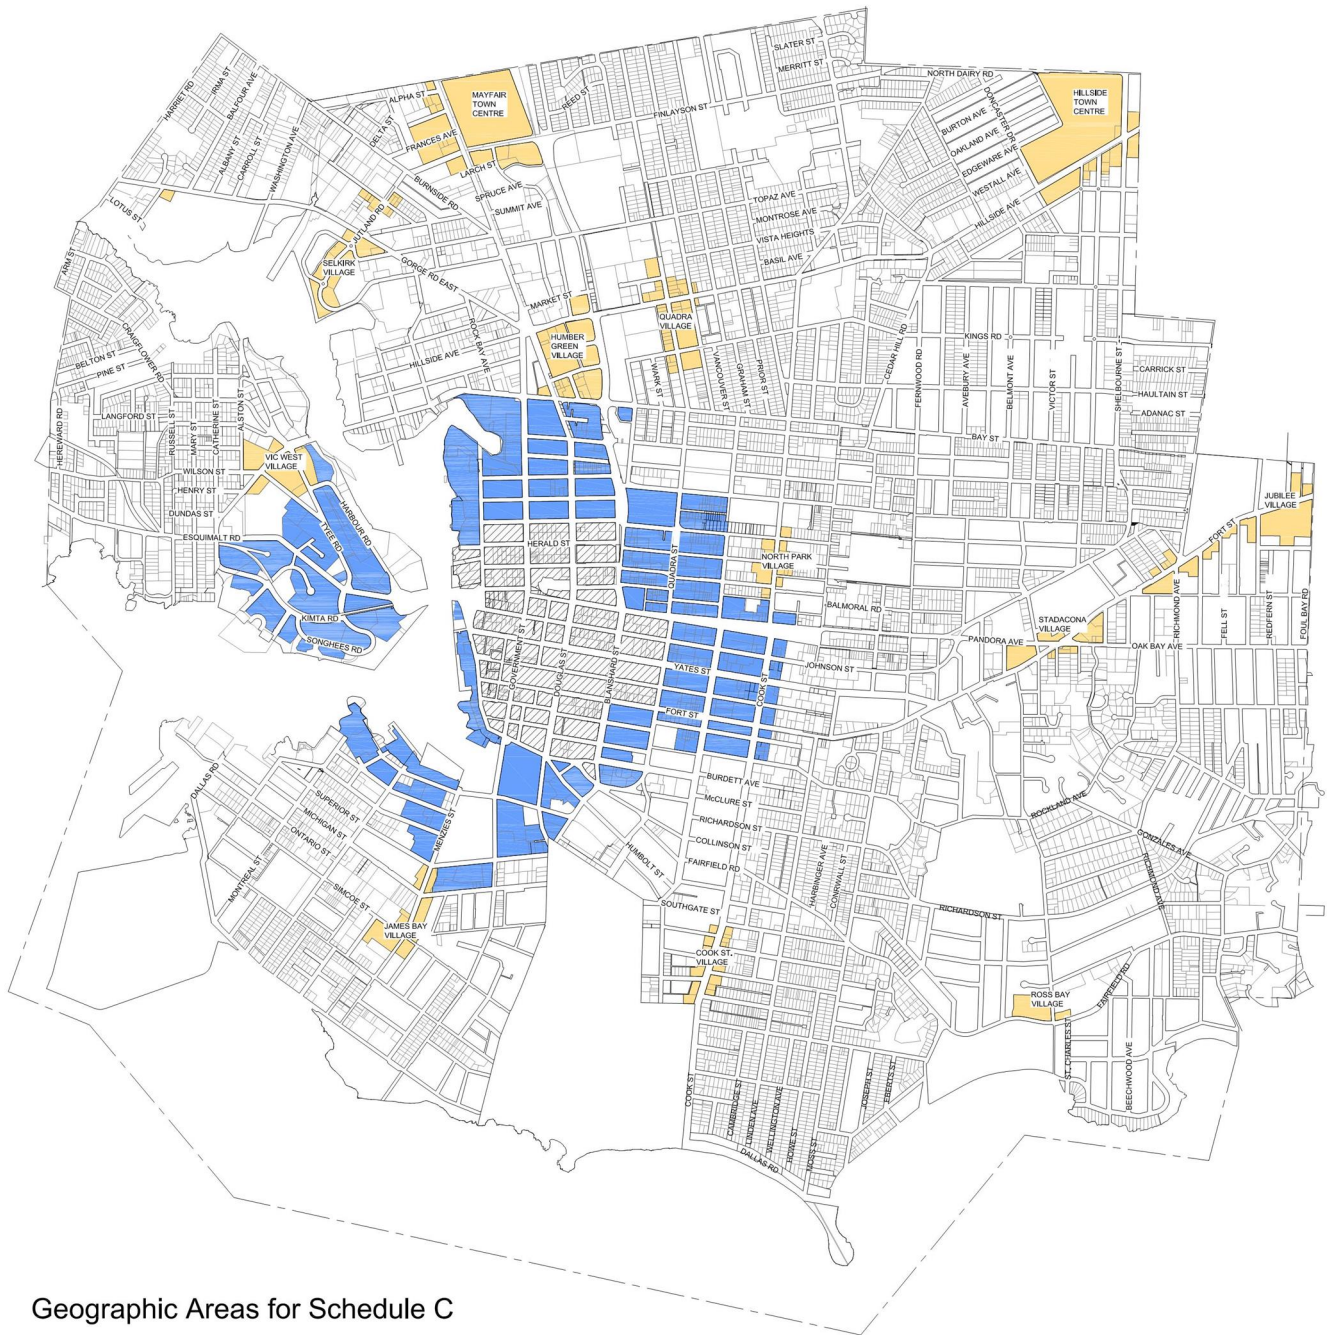 SLATER ST
MERRITT ST
NORTH DAIRY RD
HARRIET RD
IRMA ST
BALFOUR AVE
ALPHA ST
MAYFAIR
TOWN
CENTRE
REED ST
FINLAYSON ST
HILLSIDE
TOWN
CENTRE
DONCASTER DR
BURTON AVE
OAKLAND AVE
EDGEWARE AVE
WESTALL AVE
HILLSIDE AVE
ALBANY ST
CARROLL ST
WASHINGTON AVE
DELTA ST
FRANCES AVE
LARCH ST
BURNSIDE RD
SPRUCE AVE
SUMMIT AVE
TOPAZ AVE
MONTROSE AVE
VISTA HEIGHTS
BASIL AVE
LOTUS ST
JUTLAND RD
SELKIRK
VILLAGE
GORGE RD EAST
ARM ST
MARKET ST
ROCK BAY AVE
HILLSIDE AVE
HUMBER
GREEN
VILLAGE
QUADRA
VILLAGE
WARK ST
VANCOUVER ST
GRAHAM ST
PRIOR ST
CEDAR HILL RD
FERNWOOD RD
AVEBURY AVE
BELMONT AVE
VICTOR ST
SHELBOURNE ST
KINGS RD
CARRICK ST
HAULTAIN ST
ADANAC ST
BAY ST
CRAIGFLOWER RD
BELTON ST
PINE ST
LANGFORD ST
HEREWARD RD
RUSSELL ST
MARY ST
CATHERINE ST
ALSTON ST
WILSON ST
HENRY ST
DUNDAS ST
ESQUIMALT RD
VIC WEST
VILLAGE
HARBOUR RD
TYEE RD
KIMTA RD
SONGHEES RD
HERALD ST
QUADRA ST
NORTH PARK
VILLAGE
BALMORAL RD
JUBILEE
VILLAGE
FORT ST
STADACONA
VILLAGE
PANDORA AVE
OAK BAY AVE
RICHMOND AVE
FELL ST
REDFERN ST
FOUL BAY RD
GOVERNMENT ST
DOUGLAS ST
BLANSHARD ST
YATES ST
FORT ST
COOK ST
JOHNSON ST
DALLAS RD
SUPERIOR ST
MICHIGAN ST
ONTARIO ST
MENZIES ST
MONTREAL ST
SIMCOE ST
JAMES BAY
VILLAGE
BURDETT AVE
McCLURE ST
RICHARDSON ST
COLLINSON ST
FAIRFIELD RD
HUMBOLT ST
SOUTHGATE ST
HARBINGER AVE
CONRWALL ST
ROCKLAND AVE
GONZALES AVE
RICHMOND AVE
RICHARDSON ST
COOK ST.
VILLAGE
ROSS BAY
VILLAGE
FAIRFIELD RD
ST. CHARLES ST
BEECHWOOD AVE
COOK ST
CAMBRIDGE ST
LINDEN AVE
WELLINGTON AVE
HOWE ST
MOSS ST
JOSEPH ST
EBERTS ST
DALLAS RD
Geographic Areas for Schedule C